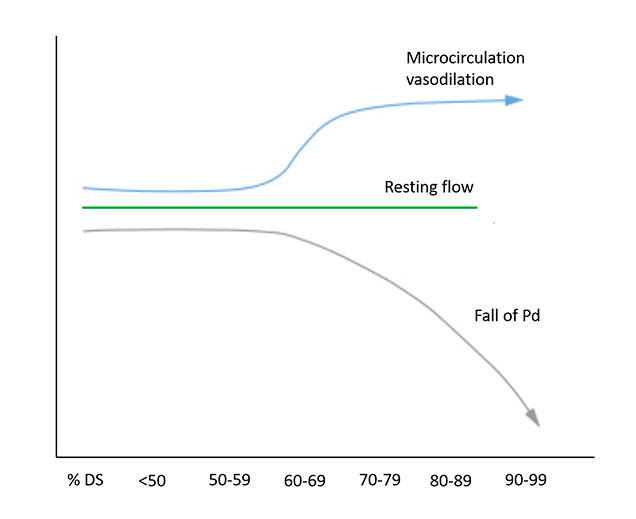 Microcirculation
vasodilation
Resting flow
Fall of Pd
% DS <50 50-59 60-69 70-79 80-89 90-99